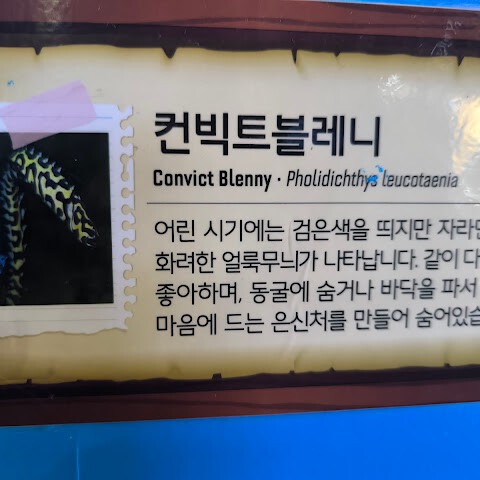 컨빅트블레니
Convict Blenny · Pholidichthys leucotaenia
어린 시기에는 검은색을 띄지만 자라면
화려한 얼룩무늬가 나타납니다. 같이 다
좋아하며, 동굴에 숨거나 바닥을 파서
마음에 드는 은신처를 만들어 숨어있습